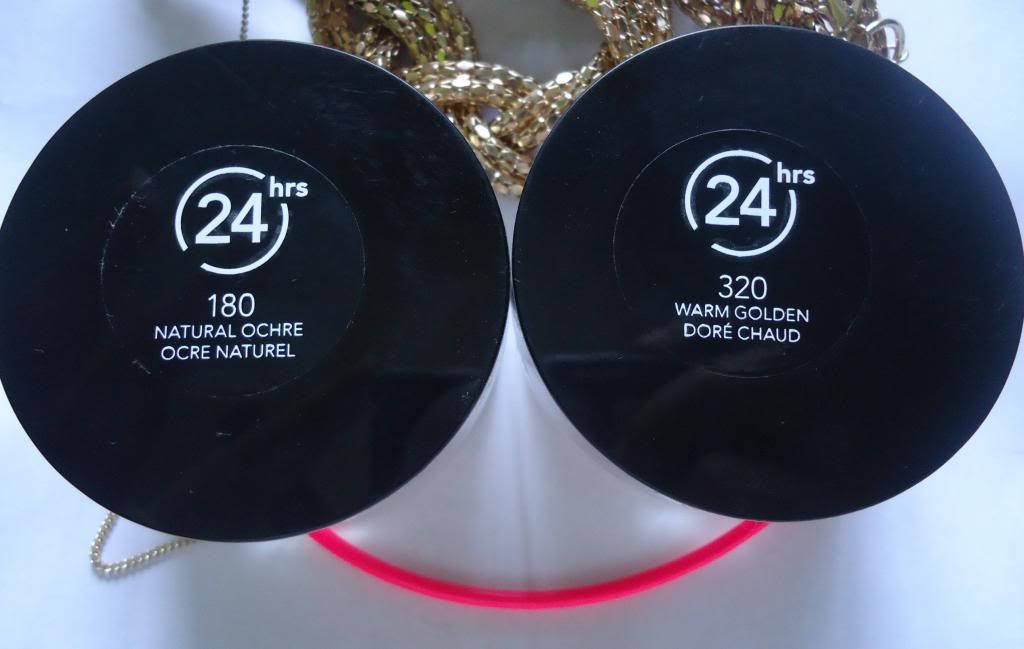 24 hrs
180
NATURAL OCHRE
OCRE NATUREL
24 hrs
320
WARM GOLDEN
DORÉ CHAUD